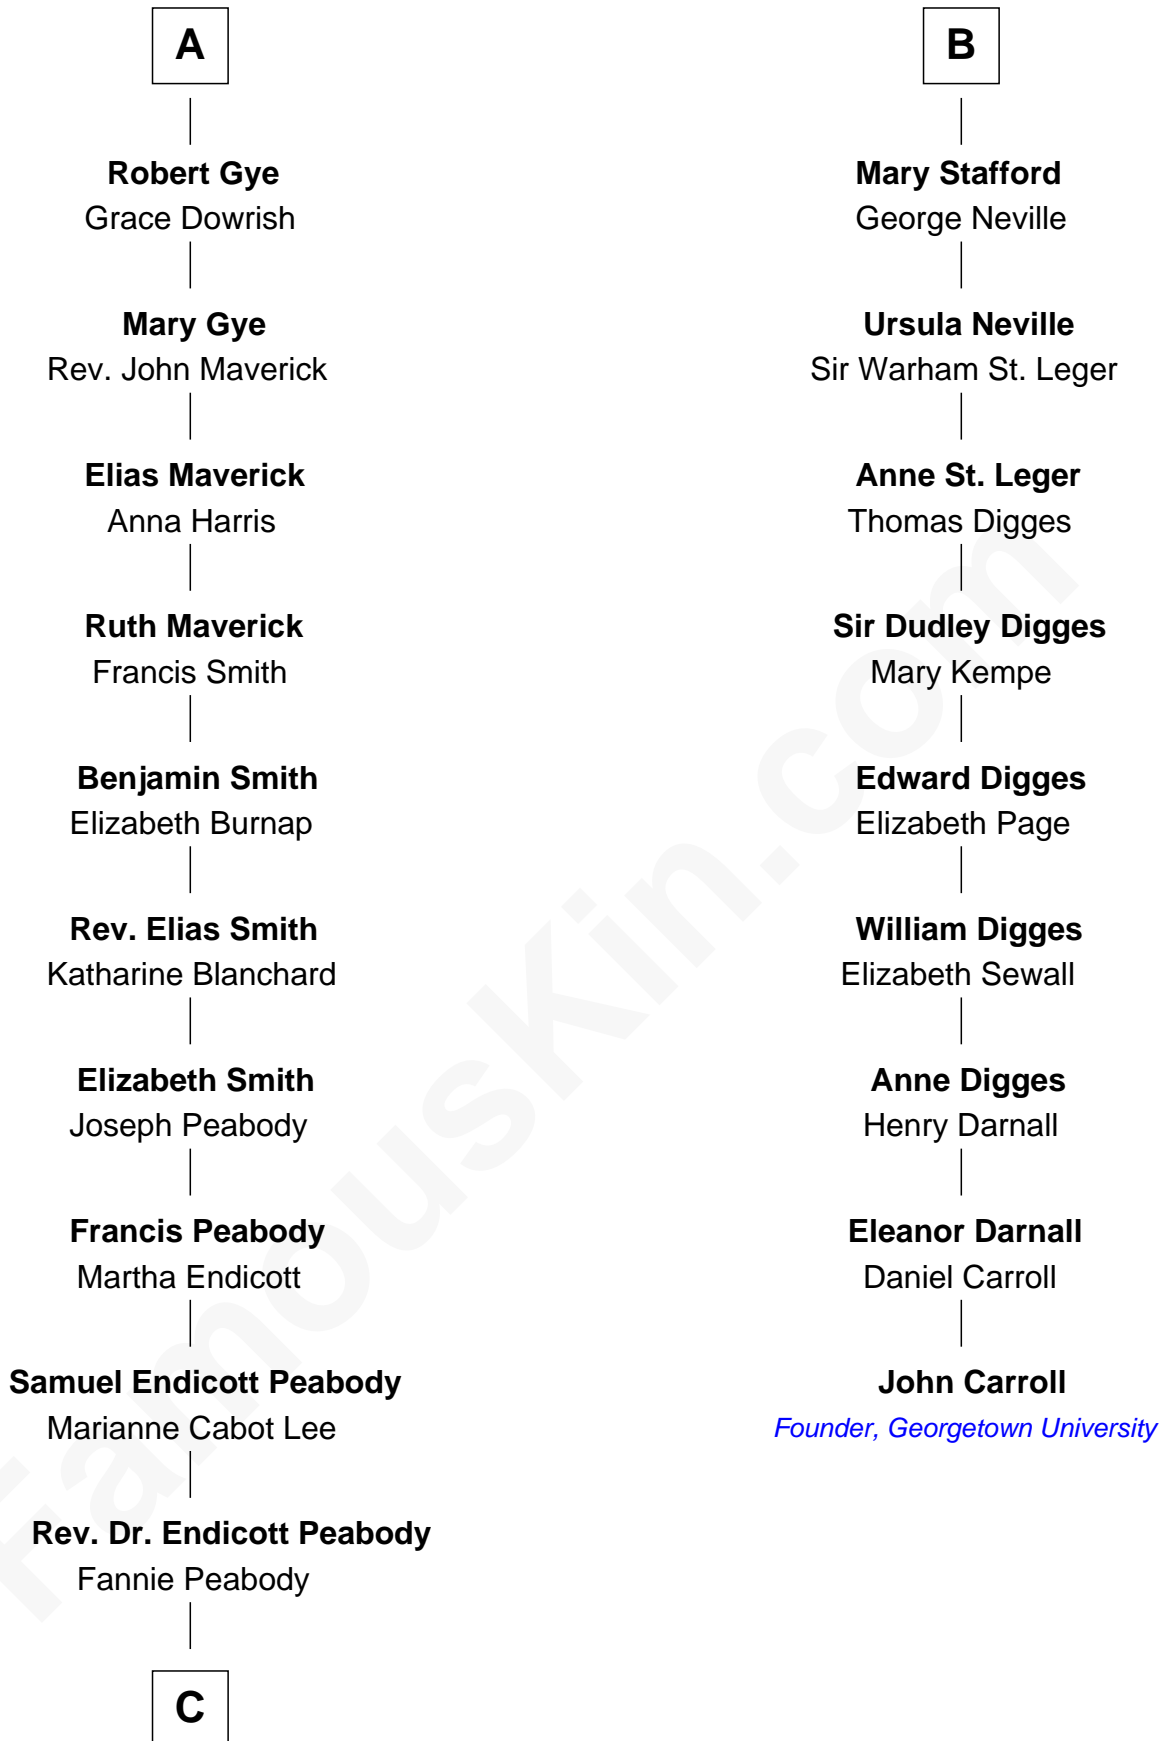 A
Robert Gye
Grace Dowrish
Mary Gye
Rev. John Maverick
Elias Maverick
Anna Harris
Ruth Maverick
Francis Smith
Benjamin Smith
Elizabeth Burnap
Rev. Elias Smith
Katharine Blanchard
Elizabeth Smith
Joseph Peabody
Francis Peabody
Martha Endicott
Samuel Endicott Peabody
Marianne Cabot Lee
Rev. Dr. Endicott Peabody
Fannie Peabody
C
B
Mary Stafford
George Neville
Ursula Neville
Sir Warham St. Leger
Anne St. Leger
Thomas Digges
Sir Dudley Digges
Mary Kempe
Edward Digges
Elizabeth Page
William Digges
Elizabeth Sewall
Anne Digges
Henry Darnall
Eleanor Darnall
Daniel Carroll
John Carroll
Founder, Georgetown University
FamousKin.com